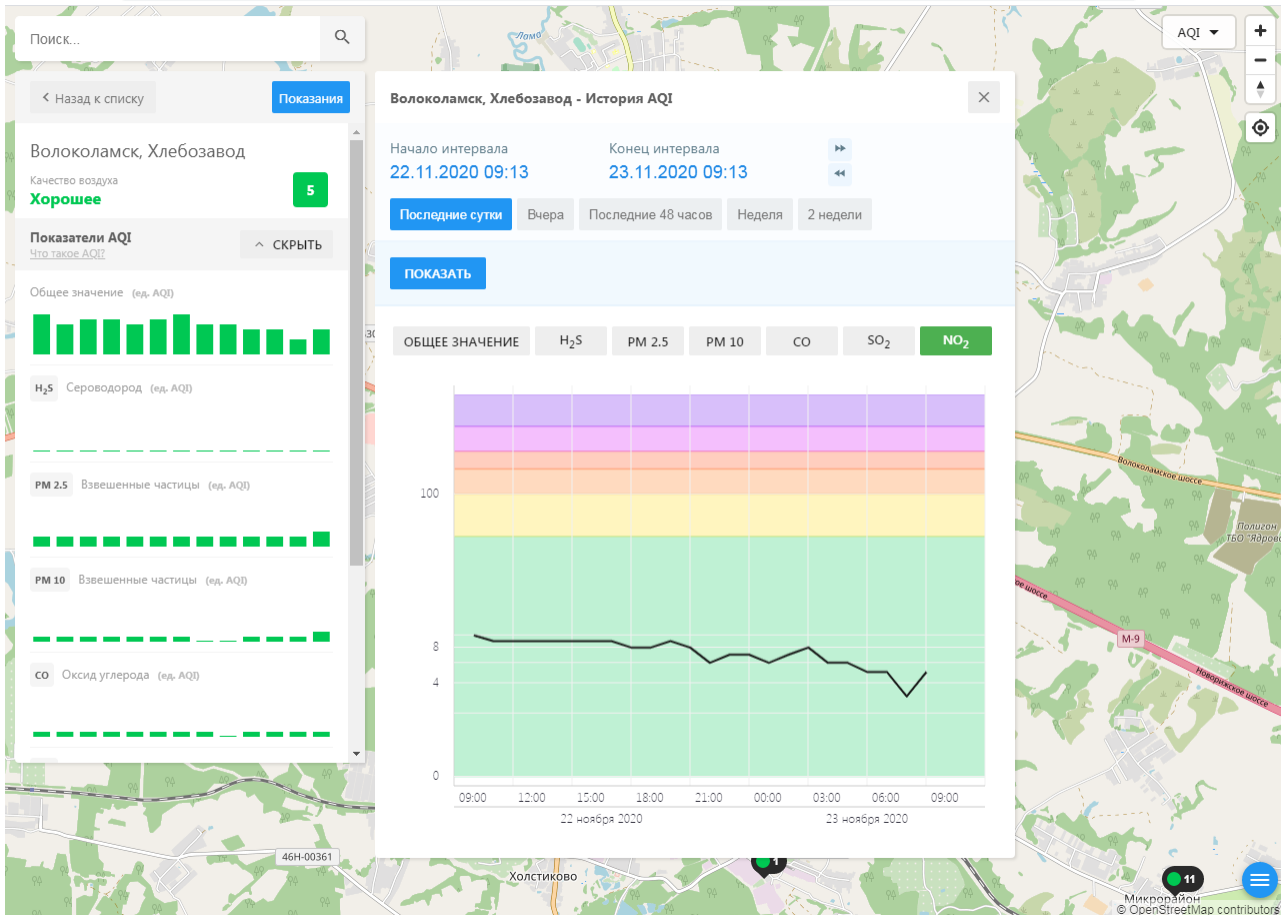 Ломо
Поиск...
AQI
Назад к списку
Показания
Волоколамск, Хлебозавод
Качество воздуха
Хорошее
5
Показатели AQI
Что такое AQI?
СКРЫТЬ
Общее значение (ед. AQI)
H₂S Сероводород (ед. AQI)
PM 2.5 Взвешенные частицы (ед. AQI)
PM 10 Взвешенные частицы (ед. AQI)
CO Оксид углерода (ед. AQI)
Волоколамск, Хлебозавод - История AQI
Начало интервала
22.11.2020 09:13
Конец интервала
23.11.2020 09:13
Последние сутки
Вчера
Последние 48 часов
Неделя
2 недели
ПОКАЗАТЬ
ОБЩЕЕ ЗНАЧЕНИЕ
H₂S
PM 2.5
PM 10
CO
SO₂
NO₂
100
8
4
0
09:00 12:00 15:00 18:00 21:00 00:00 03:00 06:00 09:00
22 ноября 2020 23 ноября 2020
Волоколамское шоссе
Полигон
ТБО "Ядрово
ое шоссе
М-9
Новорижское шоссе
46Н-00361
Холстиково
1
11
Микрорайон
© OpenStreetMap contributors